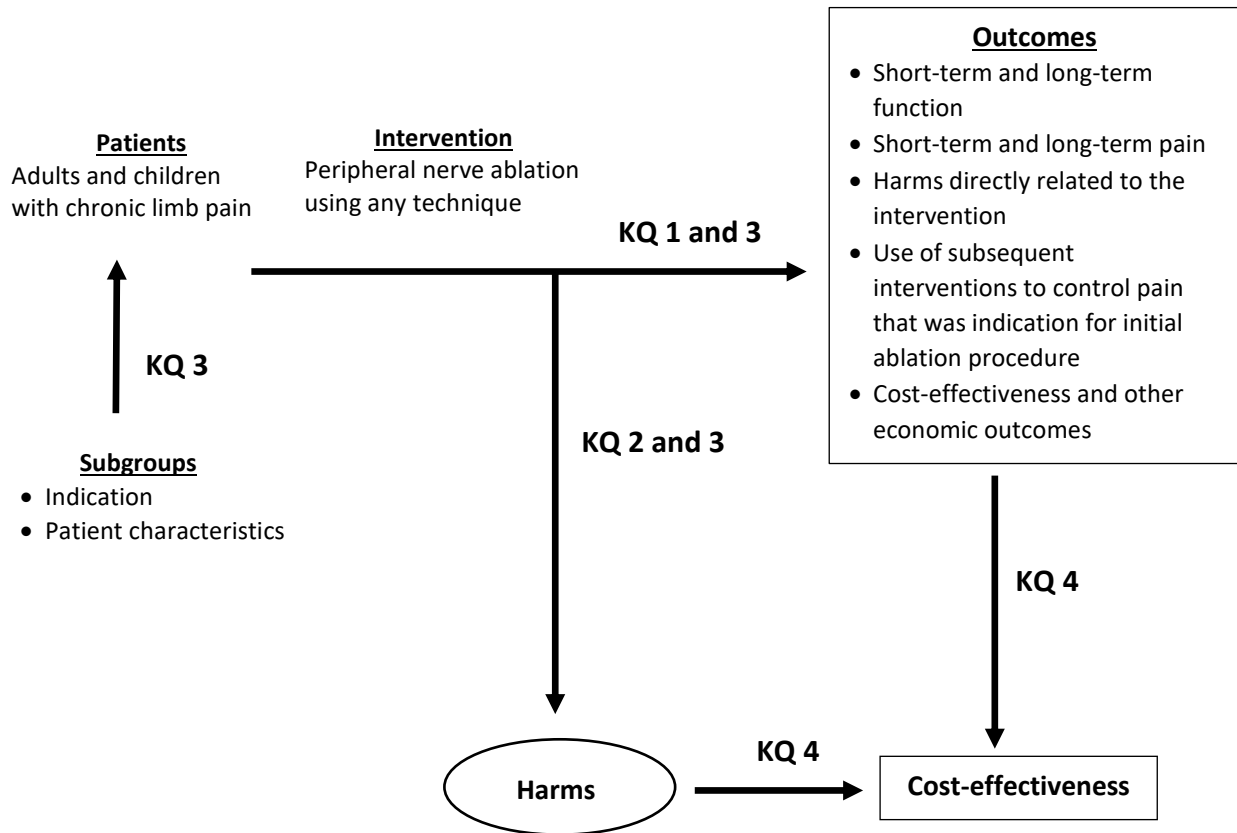 Patients
Adults and children
with chronic limb pain
Intervention
Peripheral nerve ablation
using any technique
KQ 1 and 3
Outcomes
• Short-term and long-term
function
• Short-term and long-term pain
• Harms directly related to the
intervention
• Use of subsequent
interventions to control pain
that was indication for initial
ablation procedure
• Cost-effectiveness and other
economic outcomes
KQ 3
Subgroups
• Indication
• Patient characteristics
KQ 2 and 3
KQ 4
Harms
KQ 4
Cost-effectiveness